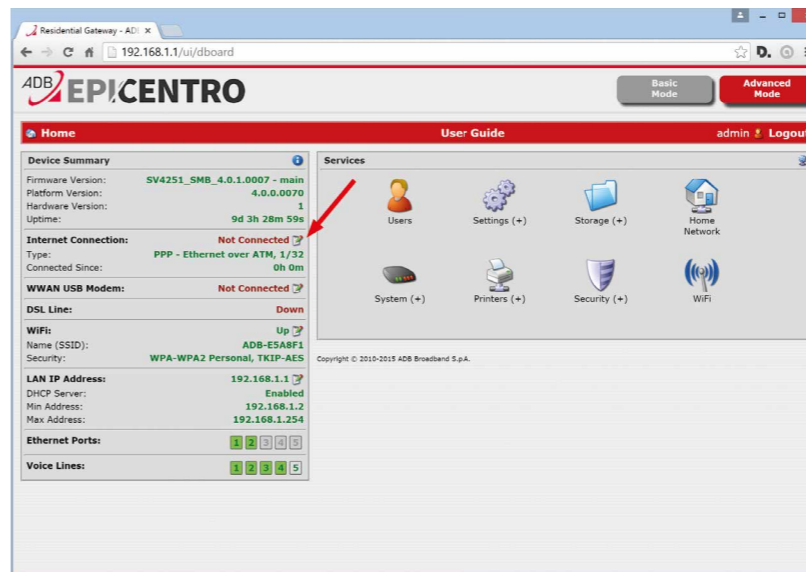 Residential Gateway - AD
192.168.1.1/ui/dboard
ADB EPICENTRO
Basic Mode
Advanced Mode
Home
User Guide
admin
Logout
Device Summary
Firmware Version: SV4251_SMB_4.0.1.0007 - main
Platform Version: 4.0.0.0070
Hardware Version: 1
Uptime: 9d 3h 28m 59s
Internet Connection: Not Connected
Type: PPP - Ethernet over ATM, 1/32
Connected Since: 0h 0m
WWAN USB Modem: Not Connected
DSL Line: Down
WiFi: Up
Name (SSID): ADB-E5A8F1
Security: WPA-WPA2 Personal, TKIP-AES
LAN IP Address: 192.168.1.1
DHCP Server: Enabled
Min Address: 192.168.1.2
Max Address: 192.168.1.254
Ethernet Ports: 1 2 3 4 5
Voice Lines: 1 2 3 4 5
Services
Users
Settings (+)
Storage (+)
Home Network
System (+)
Printers (+)
Security (+)
WiFi
Copyright © 2010-2015 ADB Broadband S.p.A.